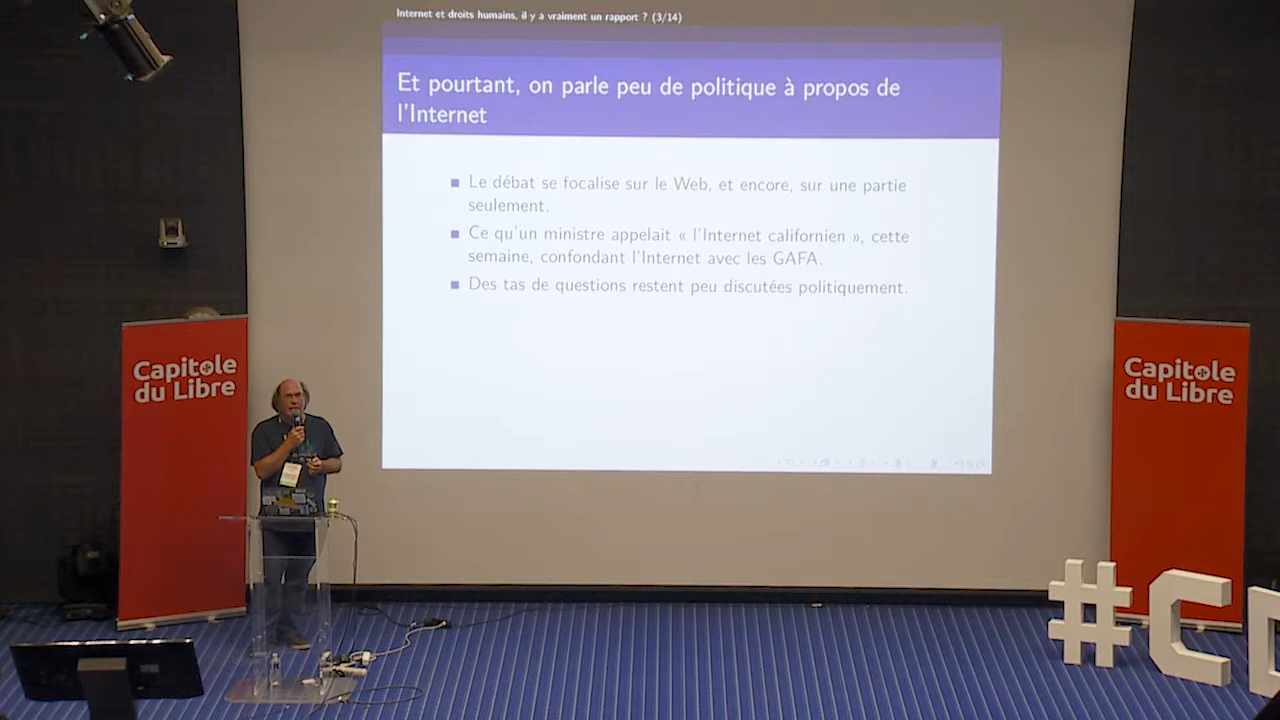 Internet et droits humains, il y a vraiment un rapport ? (3/14)
Et pourtant, on parle peu de politique à propos de
l'Internet
Le débat se focalise sur le Web, et encore, sur une partie
seulement.
Ce qu'un ministre appelait « l'Internet californien », cette
semaine, confondant l'Internet avec les GAFA.
Des tas de questions restent peu discutées politiquement.
Capitole
du Libre
Capitole
du Libre
#C